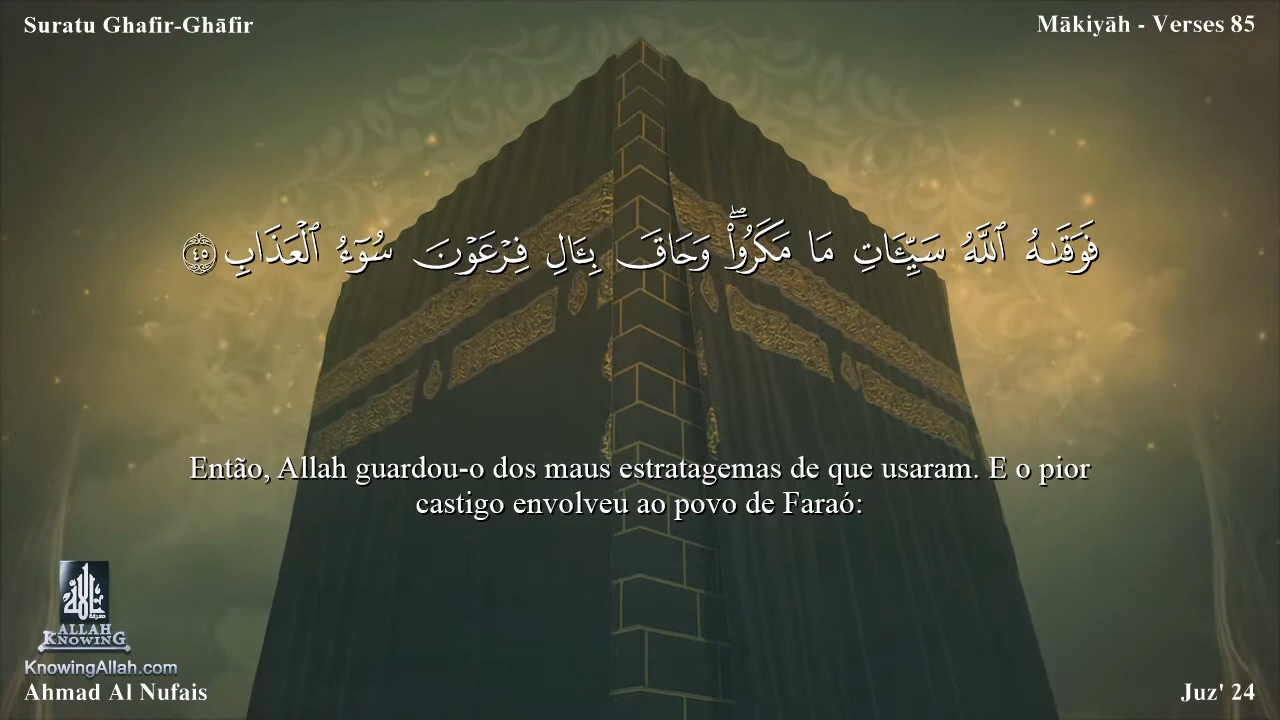 Suratu Ghafir-Ghāfir
Mākiyāh - Verses 85
فَوَقَىٰهُ ٱللَّهُ سَيِّـَٔاتِ مَا مَكَرُوا۟ ۖ وَحَاقَ بِـَٔالِ فِرْعَوْنَ سُوٓءُ ٱلْعَذَابِ ٤٥
Então, Allah guardou-o dos maus estratagemas de que usaram. E o pior
castigo envolveu ao povo de Faraó:
ALLAH
KNOWING
KnowingAllah.com
Ahmad Al Nufais
Juz' 24